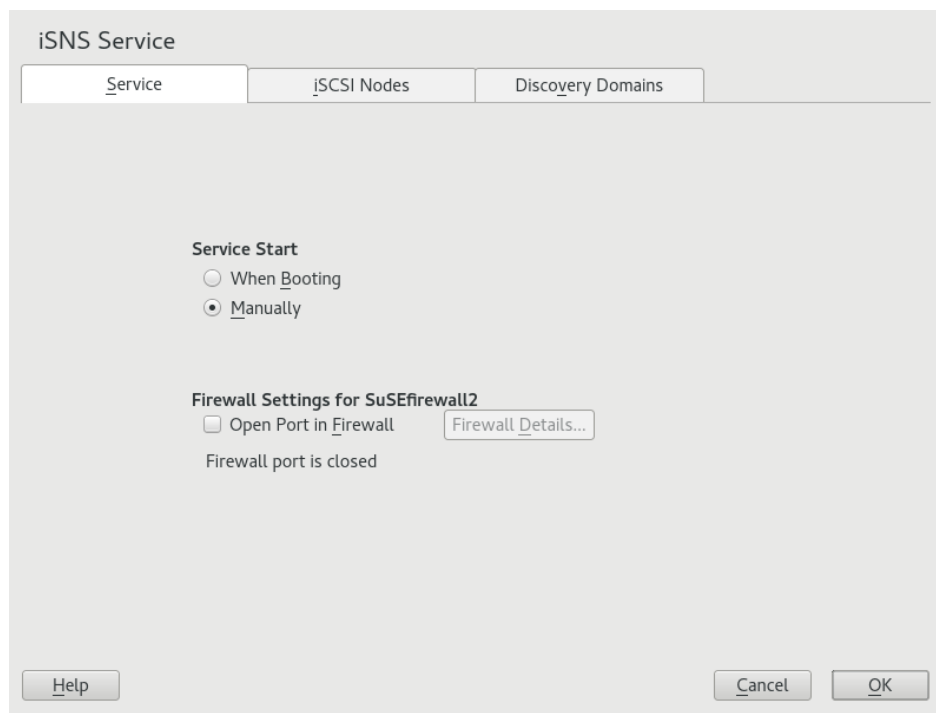 iSNS Service
Service iSCSI Nodes Discovery Domains
Service Start
When Booting
Manually
Firewall Settings for SuSEfirewall2
Open Port in Firewall Firewall Details...
Firewall port is closed
Help Cancel OK